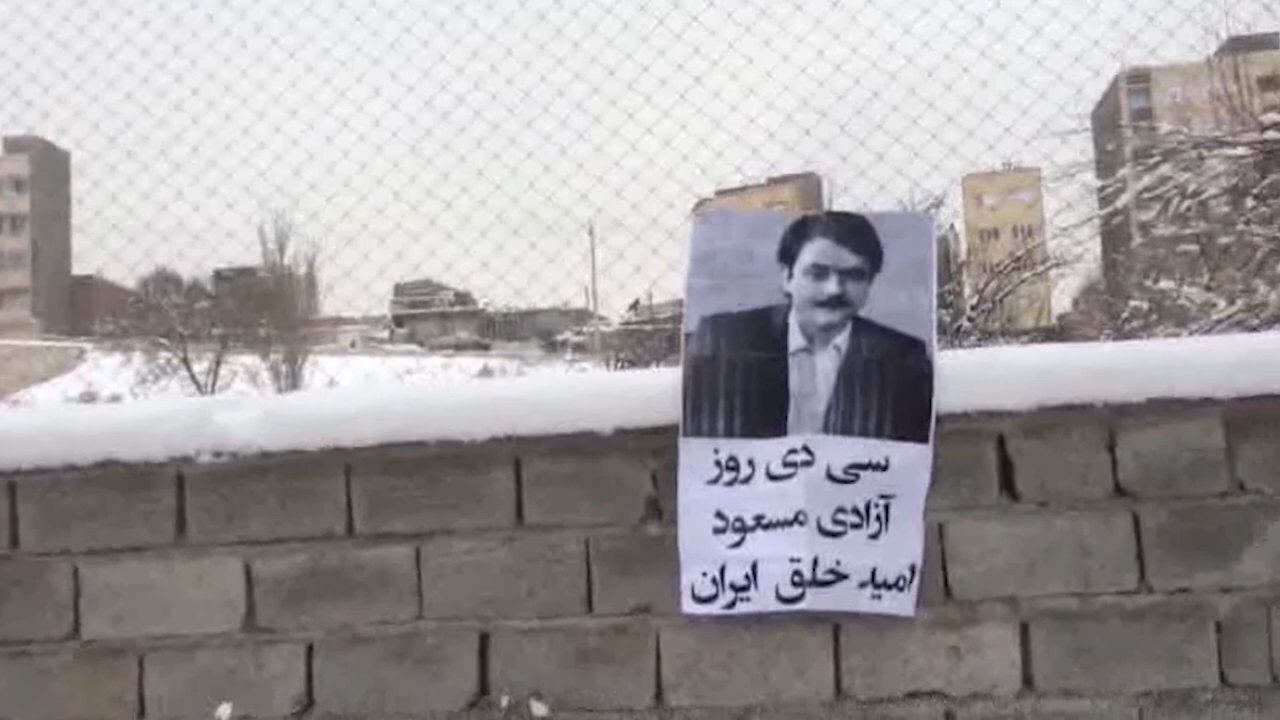 سی دی روز
آزادی مسعود
امید خلق ایران